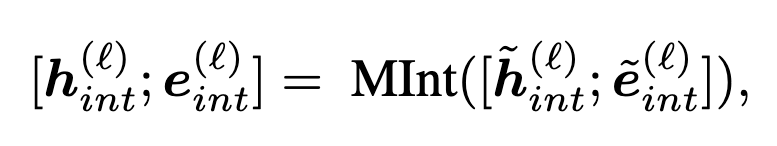 [h_{int}^{(ℓ)}; e_{int}^{(ℓ)}] = MInt([h̃_{int}^{(ℓ)}; ẽ_{int}^{(ℓ)}]),